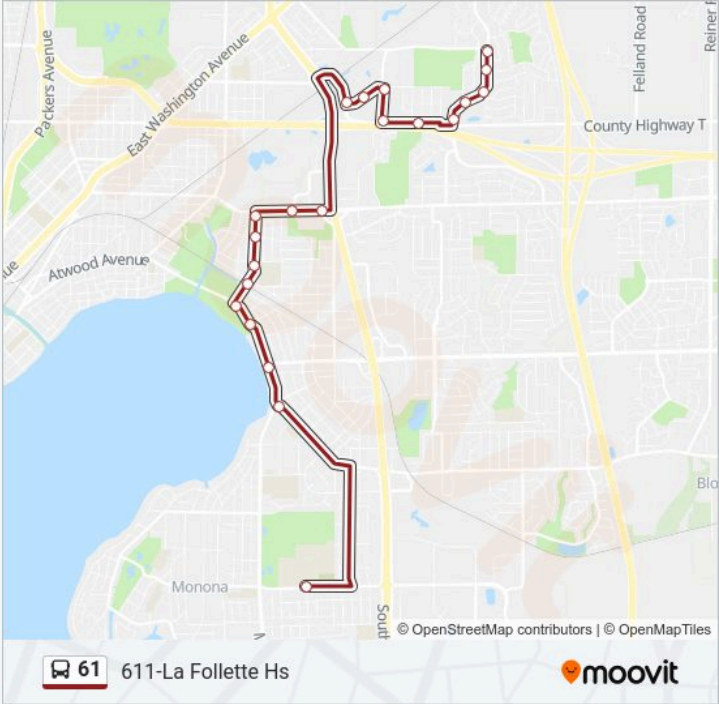 Packers Avenue
East Washington Avenue
Felland Road
Reiner
County Highway T
Atwood Avenue
Monona
© OpenStreetMap contributors | © OpenMapTiles
61 611-La Follette Hs
moovit